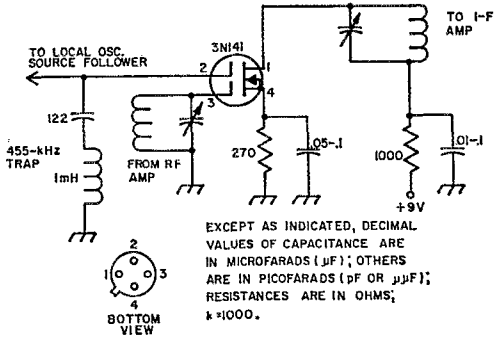 TO I-F
AMP
TO LOCAL OSC.
SOURCE FOLLOWER
3N141
2
1
4
3
122
455-kHz
TRAP
1mH
FROM RF
AMP
270
.05-.1
1000
.01-.1
+9V
EXCEPT AS INDICATED, DECIMAL
VALUES OF CAPACITANCE ARE
IN MICROFARADS (µF); OTHERS
ARE IN PICOFARADS (pF OR µµF);
RESISTANCES ARE IN OHMS;
k=1000.
2
1
3
4
BOTTOM
VIEW